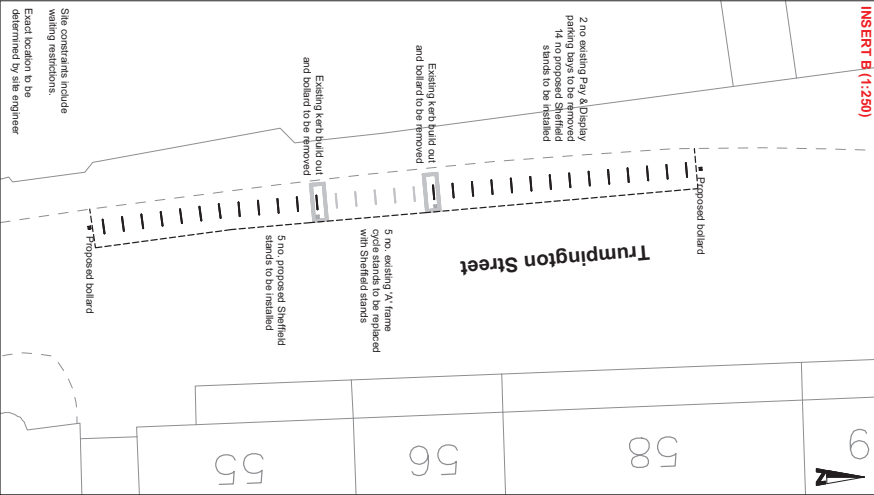 INSERT B (1:250)
2 no existing Pay & Display
parking bays to be removed
14 no proposed Sheffield
stands to be installed
Existing kerb build out
and bollard to be removed
Existing kerb build out
and bollard to be removed
Site constraints include
waiting restrictions.
Exact location to be
determined by site engineer
Proposed bollard
Trumpington Street
5 no. existing 'A' frame
cycle stands to be replaced
with Sheffield stands
5 no. proposed Sheffield
stands to be installed
Proposed bollard
55
56
58
9
N